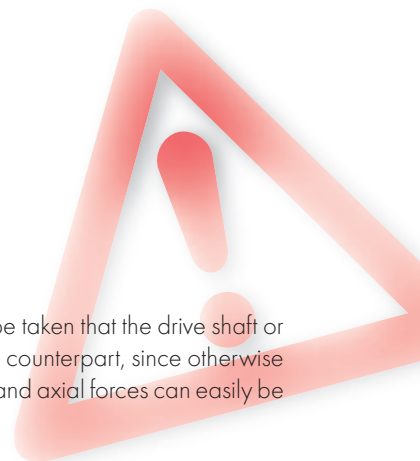 be taken that the drive shaft or
counterpart, since otherwise
and axial forces can easily be